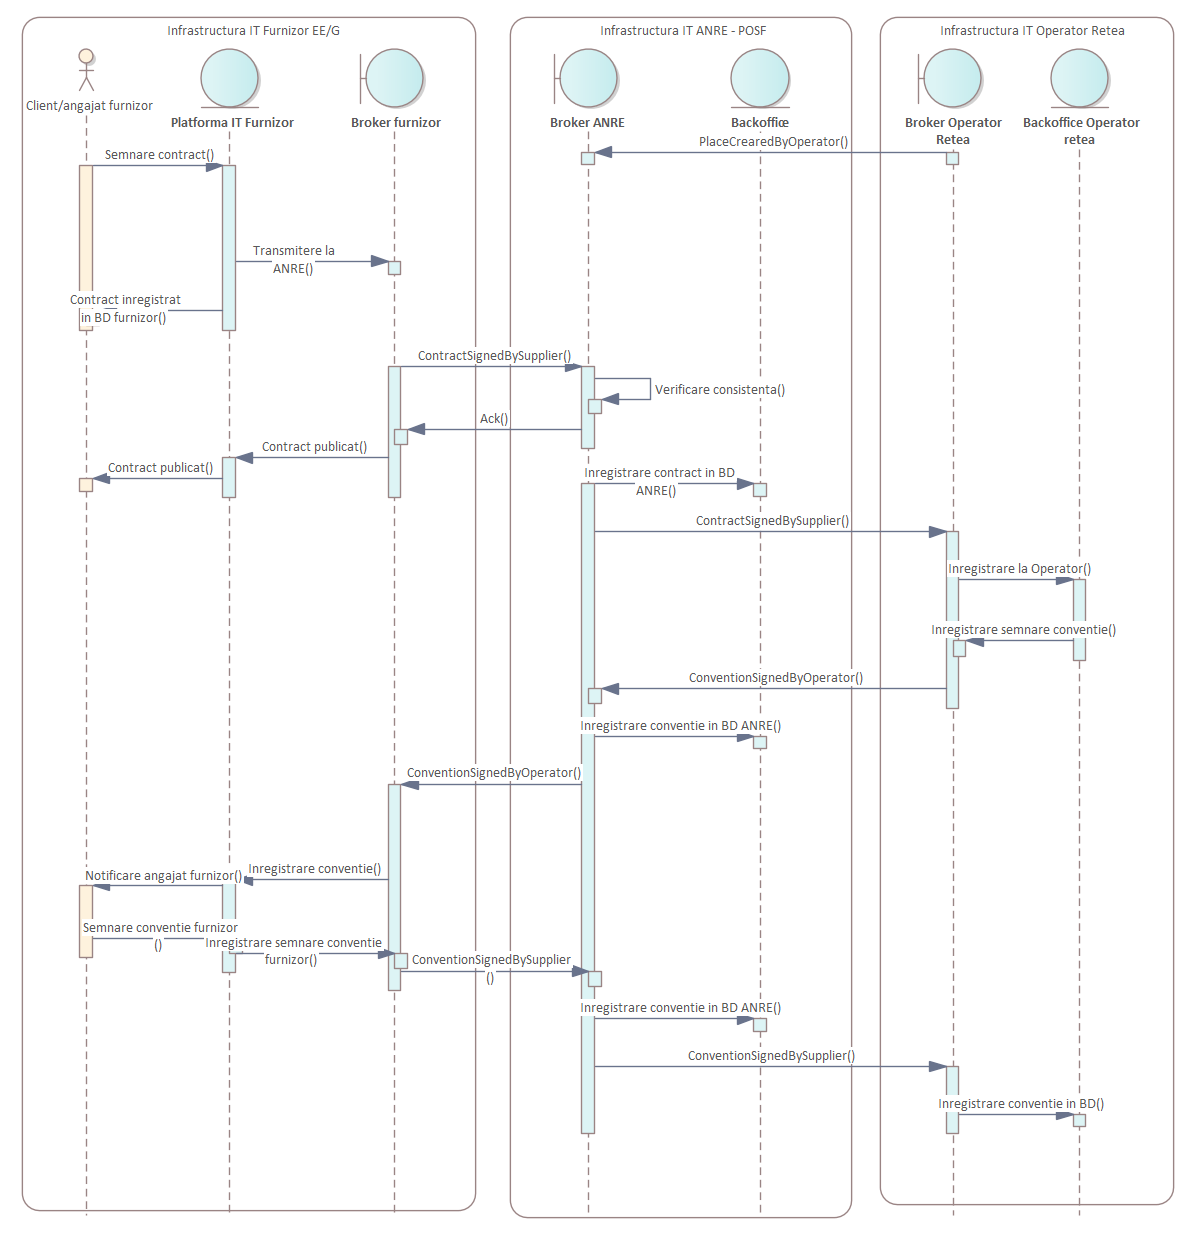 Infrastructura IT Furnizor EE/G
Infrastructura IT ANRE - POSF
Infrastructura IT Operator Retea
Client/angajat furnizor
Platforma IT Furnizor
Broker furnizor
Broker ANRE
Backoffice
Broker Operator
Retea
Backoffice Operator
retea
PlaceCrearedByOperator()
Semnare contract()
Transmitere la
ANRE()
Contract inregistrat
in BD furnizor()
ContractSignedBySupplier()
Verificare consistenta()
Ack()
Contract publicat()
Contract publicat()
Inregistrare contract in BD
ANRE()
ContractSignedBySupplier()
Inregistrare la Operator()
Inregistrare semnare conventie()
ConventionSignedByOperator()
Inregistrare conventie in BD ANRE()
ConventionSignedByOperator()
Inregistrare conventie()
Notificare angajat furnizor()
Semnare conventie furnizor
()
Inregistrare semnare conventie
furnizor()
ConventionSignedBySupplier
()
Inregistrare conventie in BD ANRE()
ConventionSignedBySupplier()
Inregistrare conventie in BD()